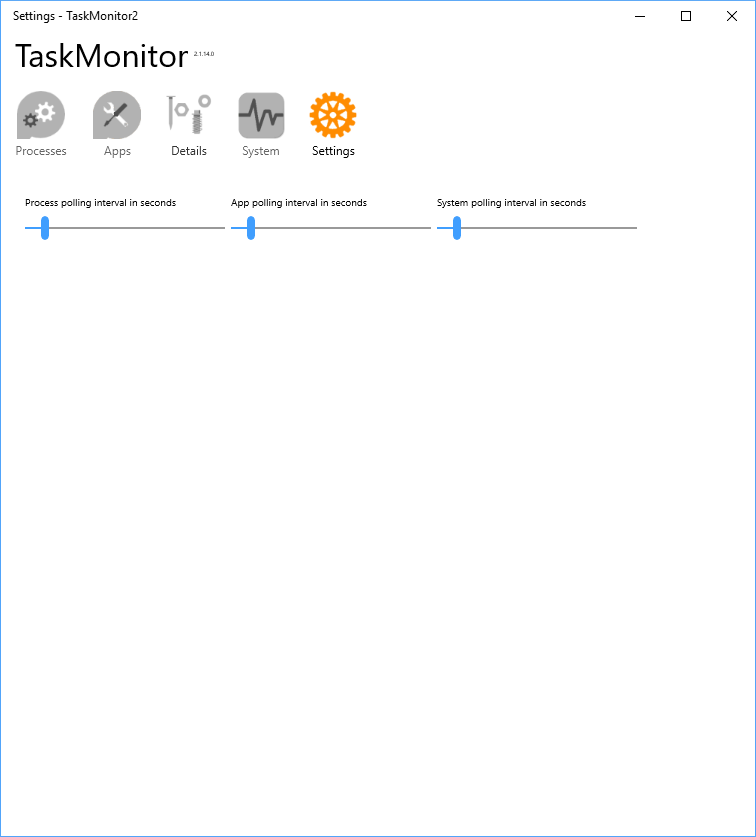 Settings - TaskMonitor2
TaskMonitor 2.1.14.0
Processes Apps Details System Settings
Process polling interval in seconds App polling interval in seconds System polling interval in seconds